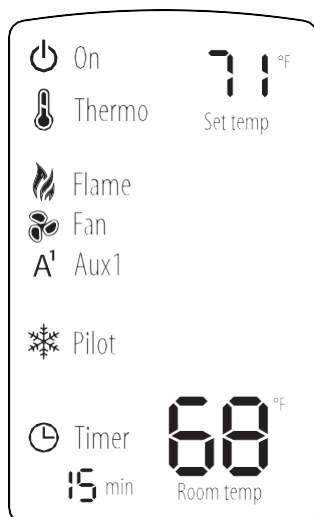 On
71 °F
Thermo
Set temp
Flame
Fan
A¹ Aux1
Pilot
Timer
68 °F
15 min
Room temp